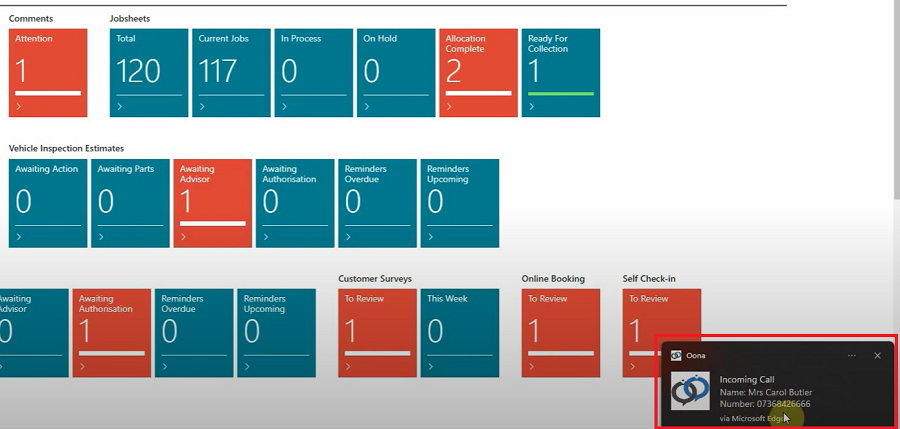 Comments
Jobsheets
Attention
1
Total
120
Current Jobs
117
In Process
0
On Hold
0
Allocation
Complete
2
Ready For
Collection
1
Vehicle Inspection Estimates
Awaiting Action
0
Awaiting Parts
0
Awaiting
Advisor
1
Awaiting
Authorisation
0
Reminders
Overdue
0
Reminders
Upcoming
0
Customer Surveys
Online Booking
Self Check-in
Awaiting
Advisor
0
Awaiting
Authorisation
1
Reminders
Overdue
0
Reminders
Upcoming
0
To Review
1
This Week
0
To Review
1
To Review
1
Oona
Incoming Call
Name: Mrs Carol Butler
Number: 07368426666
via Microsoft Edge